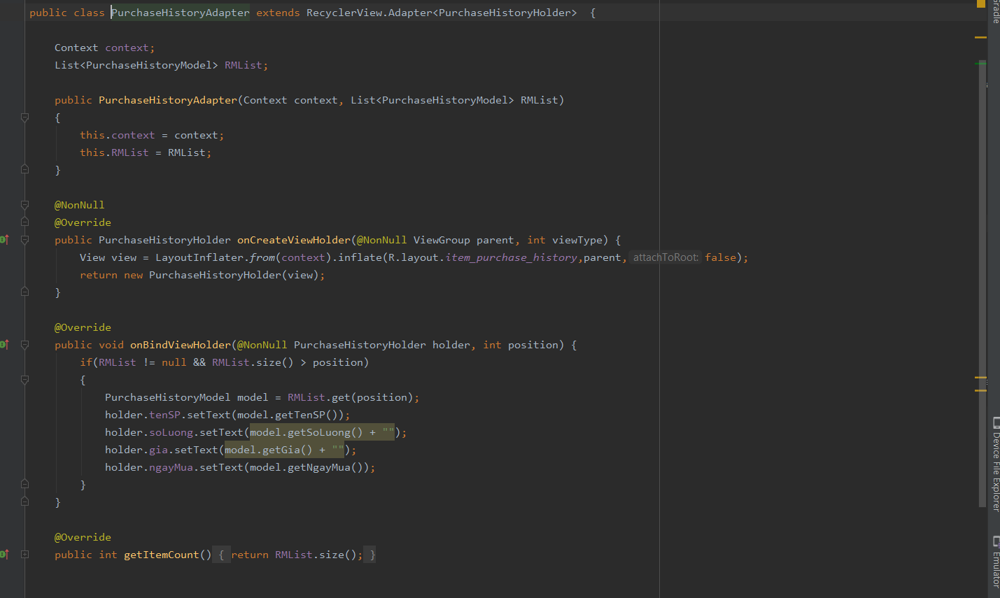 public class PurchaseHistoryAdapter extends RecyclerView.Adapter<PurchaseHistoryHolder>  {
Context context;
List<PurchaseHistoryModel> RMList;
public PurchaseHistoryAdapter(Context context, List<PurchaseHistoryModel> RMList)
{
this.context = context;
this.RMList = RMList;
}
@NonNull
@Override
public PurchaseHistoryHolder onCreateViewHolder(@NonNull ViewGroup parent, int viewType) {
View view = LayoutInflater.from(context).inflate(R.layout.item_purchase_history,parent, attachToRoot: false);
return new PurchaseHistoryHolder(view);
}
@Override
public void onBindViewHolder(@NonNull PurchaseHistoryHolder holder, int position) {
if(RMList != null && RMList.size() > position)
{
PurchaseHistoryModel model = RMList.get(position);
holder.tenSP.setText(model.getTenSP());
holder.soLuong.setText(model.getSoLuong() + "");
holder.gia.setText(model.getGia() + "");
holder.ngayMua.setText(model.getNgayMua());
}
}
@Override
public int getItemCount() { return RMList.size(); }
Device File Explorer
Emulator